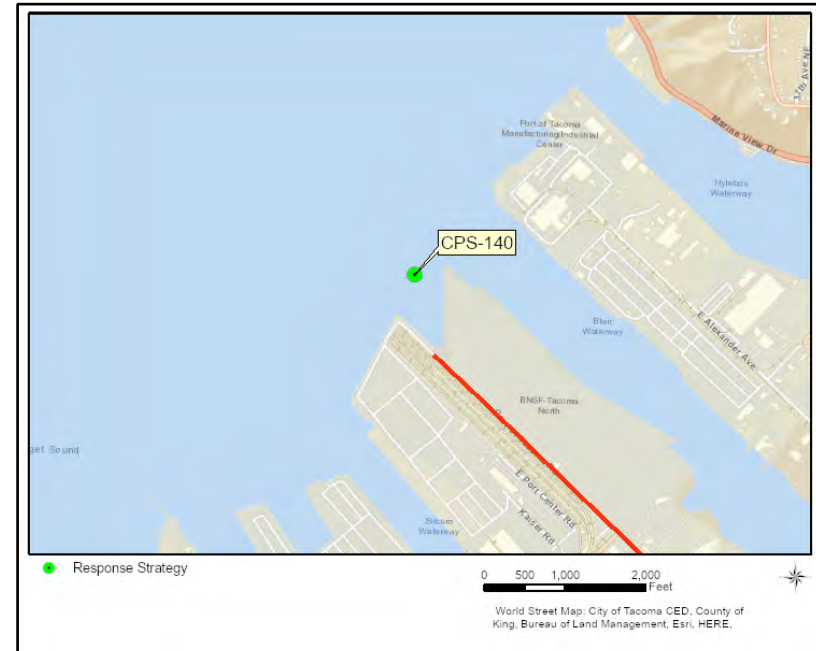 37th Ave NE
Marine View Dr
Port of Tacoma
Manufacturing/Industrial
Center
Hylebos
Waterway
CPS-140
Blair
Waterway
E Alexander Ave
BNSF-Tacoma
North
get Sound
E Port Center Rd
Kaiser Rd
Sitcum
Waterway
Response Strategy
0 500 1,000 2,000
Feet
World Street Map: City of Tacoma CED, County of
King, Bureau of Land Management, Esri, HERE,